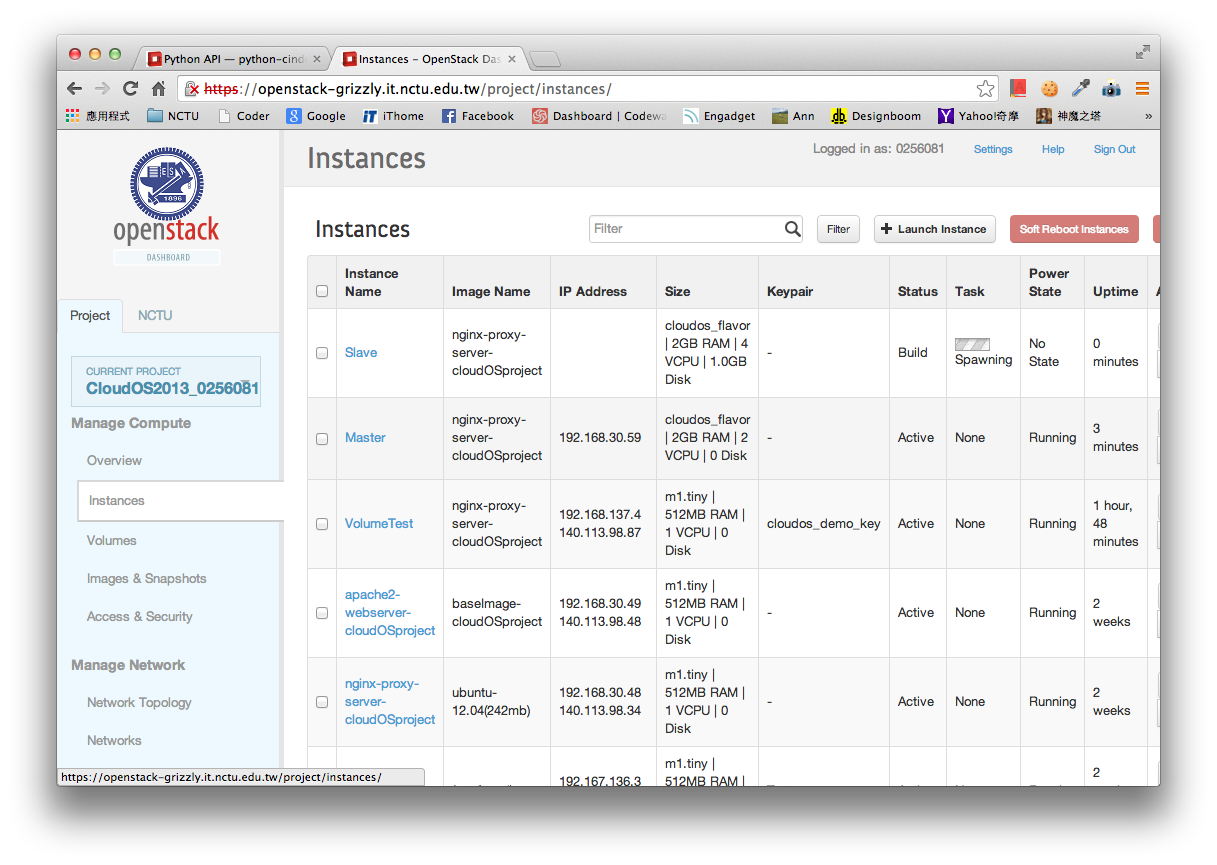 Python API — python-cind
Instances - OpenStack Das
https://openstack-grizzly.it.nctu.edu.tw/project/instances/
應用程式 NCTU Coder Google iThome Facebook Dashboard | Codewa Engadget Ann Designboom Yahoo!奇摩 神魔之塔 »
ES
1896
openstack
DASHBOARD
Project NCTU
CURRENT PROJECT
CloudOS2013_0256081
Manage Compute
Overview
Instances
Volumes
Images & Snapshots
Access & Security
Manage Network
Network Topology
Networks
https://openstack-grizzly.it.nctu.edu.tw/project/instances/
Instances
Logged in as: 0256081 Settings Help Sign Out
Instances
Filter Filter + Launch Instance Soft Reboot Instances
Instance
Name
Image Name
IP Address
Size
Keypair
Status
Task
Power
State
Uptime
Slave
nginx-proxy-
server-
cloudOSproject
cloudos_flavor
| 2GB RAM | 4
VCPU | 1.0GB
Disk
-
Build
Spawning
No
State
0
minutes
Master
nginx-proxy-
server-
cloudOSproject
192.168.30.59
cloudos_flavor
| 2GB RAM | 2
VCPU | 0 Disk
-
Active
None
Running
3
minutes
VolumeTest
nginx-proxy-
server-
cloudOSproject
192.168.137.4
140.113.98.87
m1.tiny |
512MB RAM |
1 VCPU | 0
Disk
cloudos_demo_key
Active
None
Running
1 hour,
48
minutes
apache2-
webserver-
cloudOSproject
baseImage-
cloudOSproject
192.168.30.49
140.113.98.48
m1.tiny |
512MB RAM |
1 VCPU | 0
Disk
-
Active
None
Running
2
weeks
nginx-proxy-
server-
cloudOSproject
ubuntu-
12.04(242mb)
192.168.30.48
140.113.98.34
m1.tiny |
512MB RAM |
1 VCPU | 0
Disk
-
Active
None
Running
2
weeks
192.167.136.3
m1.tiny |
512MB RAM |
2